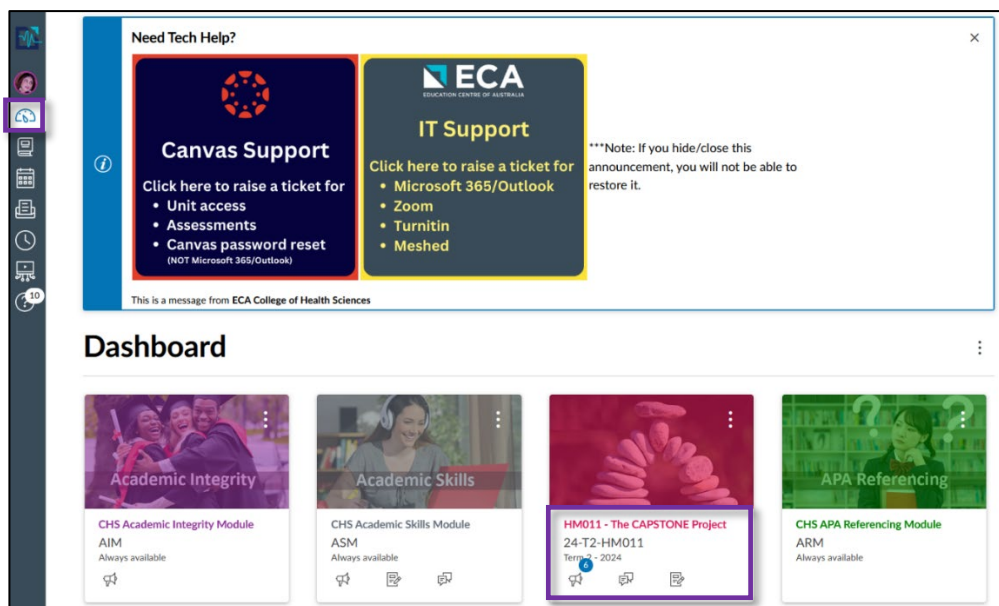 Need Tech Help?
Canvas Support
Click here to raise a ticket for
• Unit access
• Assessments
• Canvas password reset
(NOT Microsoft 365/Outlook)
ECA
EDUCATION CENTRE OF AUSTRALIA
IT Support
Click here to raise a ticket for
• Microsoft 365/Outlook
• Zoom
• Turnitin
• Meshed
***Note: If you hide/close this
announcement, you will not be able to
restore it.
This is a message from ECA College of Health Sciences
10
Dashboard
Academic Integrity
CHS Academic Integrity Module
AIM
Always available
Academic Skills
CHS Academic Skills Module
ASM
Always available
HM011 - The CAPSTONE Project
24-T2-HM011
Term 2 - 2024
6
APA Referencing
CHS APA Referencing Module
ARM
Always available